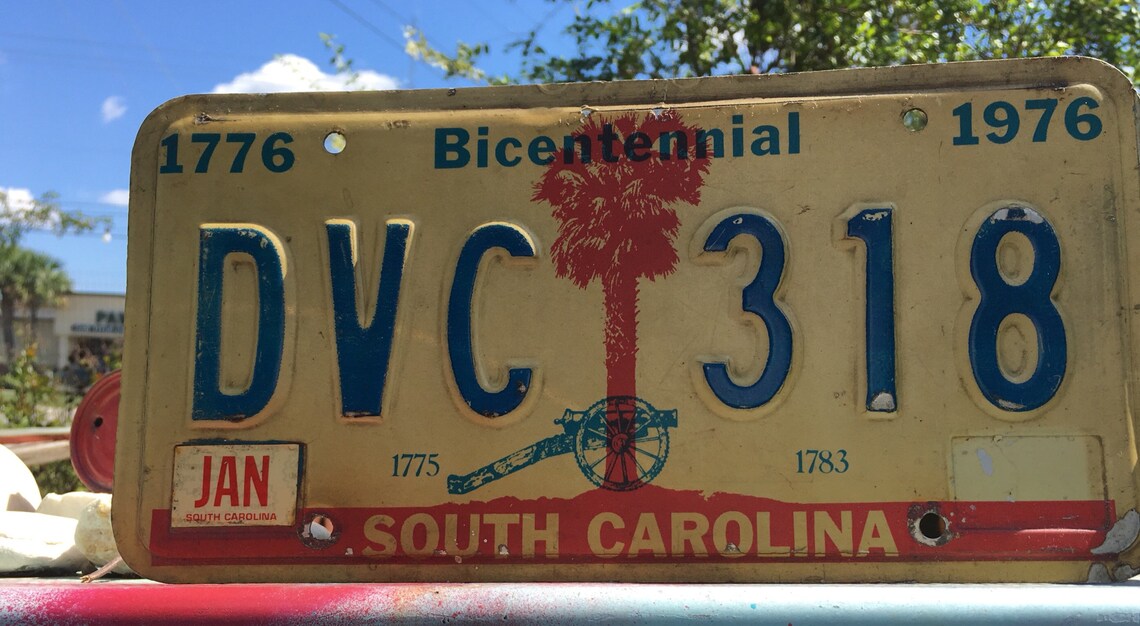 1776 Bicentennial 1976
DVC 318
1775 1783
JAN
SOUTH CAROLINA
SOUTH CAROLINA